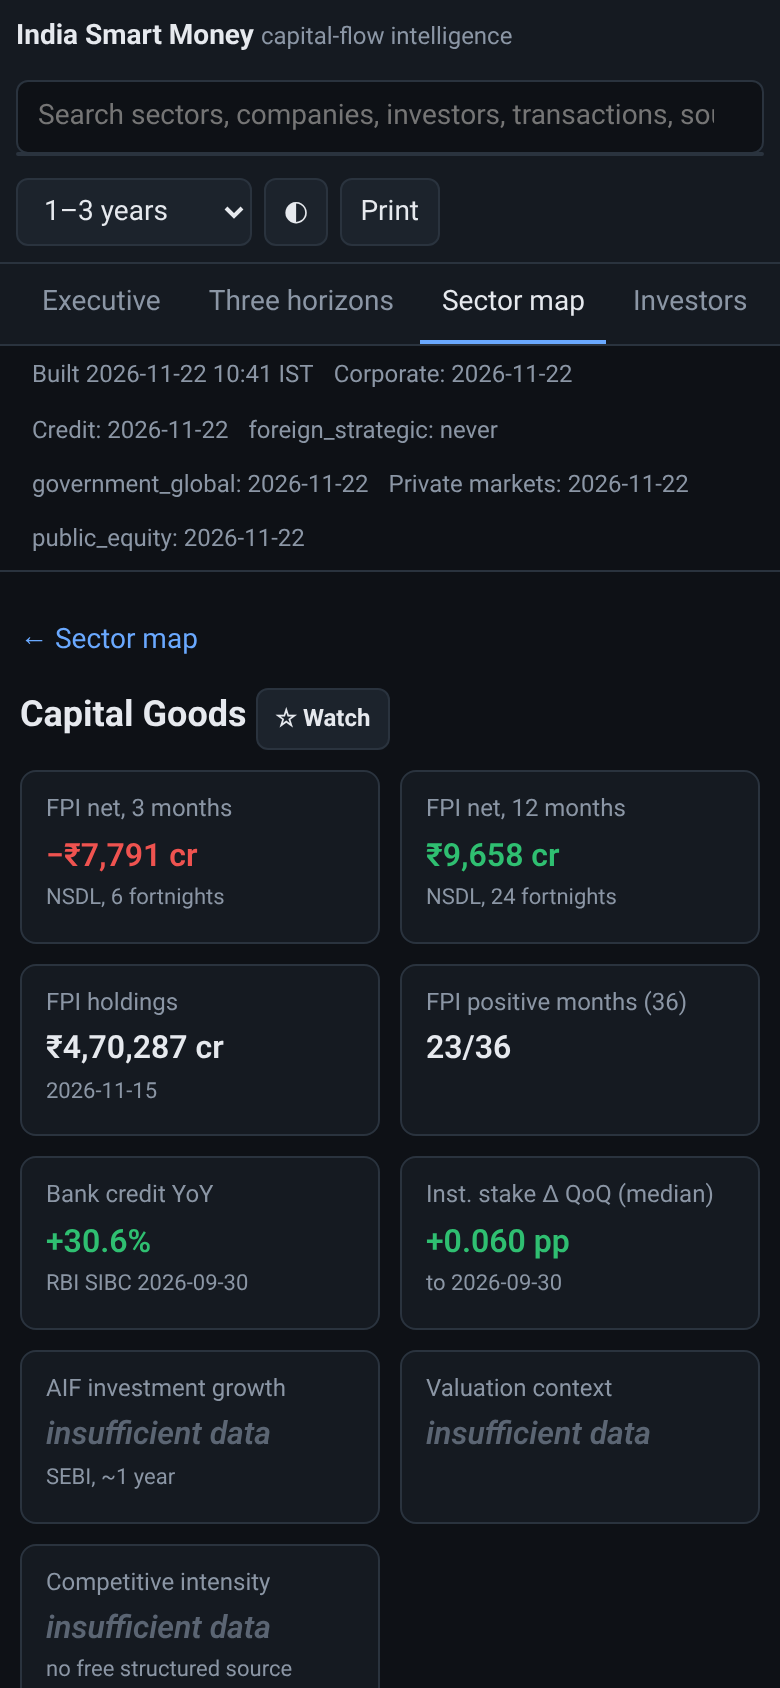 India Smart Money capital-flow intelligence
Search sectors, companies, investors, transactions, sou
1–3 years
◐
Print
Executive Three horizons Sector map Investors
Built 2026-11-22 10:41 IST Corporate: 2026-11-22
Credit: 2026-11-22 foreign_strategic: never
government_global: 2026-11-22 Private markets: 2026-11-22
public_equity: 2026-11-22
← Sector map
Capital Goods ☆ Watch
FPI net, 3 months
−₹7,791 cr
NSDL, 6 fortnights
FPI net, 12 months
₹9,658 cr
NSDL, 24 fortnights
FPI holdings
₹4,70,287 cr
2026-11-15
FPI positive months (36)
23/36
Bank credit YoY
+30.6%
RBI SIBC 2026-09-30
Inst. stake Δ QoQ (median)
+0.060 pp
to 2026-09-30
AIF investment growth
insufficient data
SEBI, ~1 year
Valuation context
insufficient data
Competitive intensity
insufficient data
no free structured source